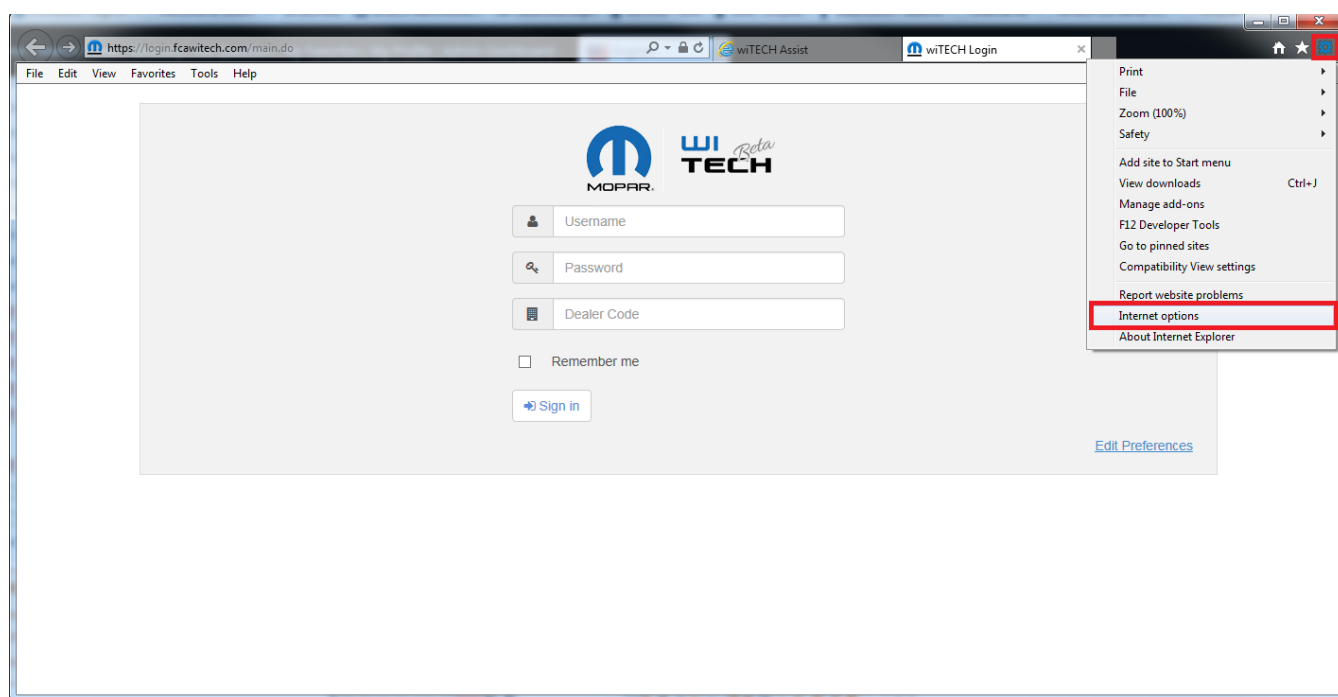 https://login.fcawitech.com/main.do
wiTECH Assist
wiTECH Login
File Edit View Favorites Tools Help
Print
File
Zoom (100%)
Safety
Add site to Start menu
View downloads Ctrl+J
Manage add-ons
F12 Developer Tools
Go to pinned sites
Compatibility View settings
Report website problems
Internet options
About Internet Explorer
MOPAR.
WI Beta
TECH
Username
Password
Dealer Code
Remember me
Sign in
Edit Preferences